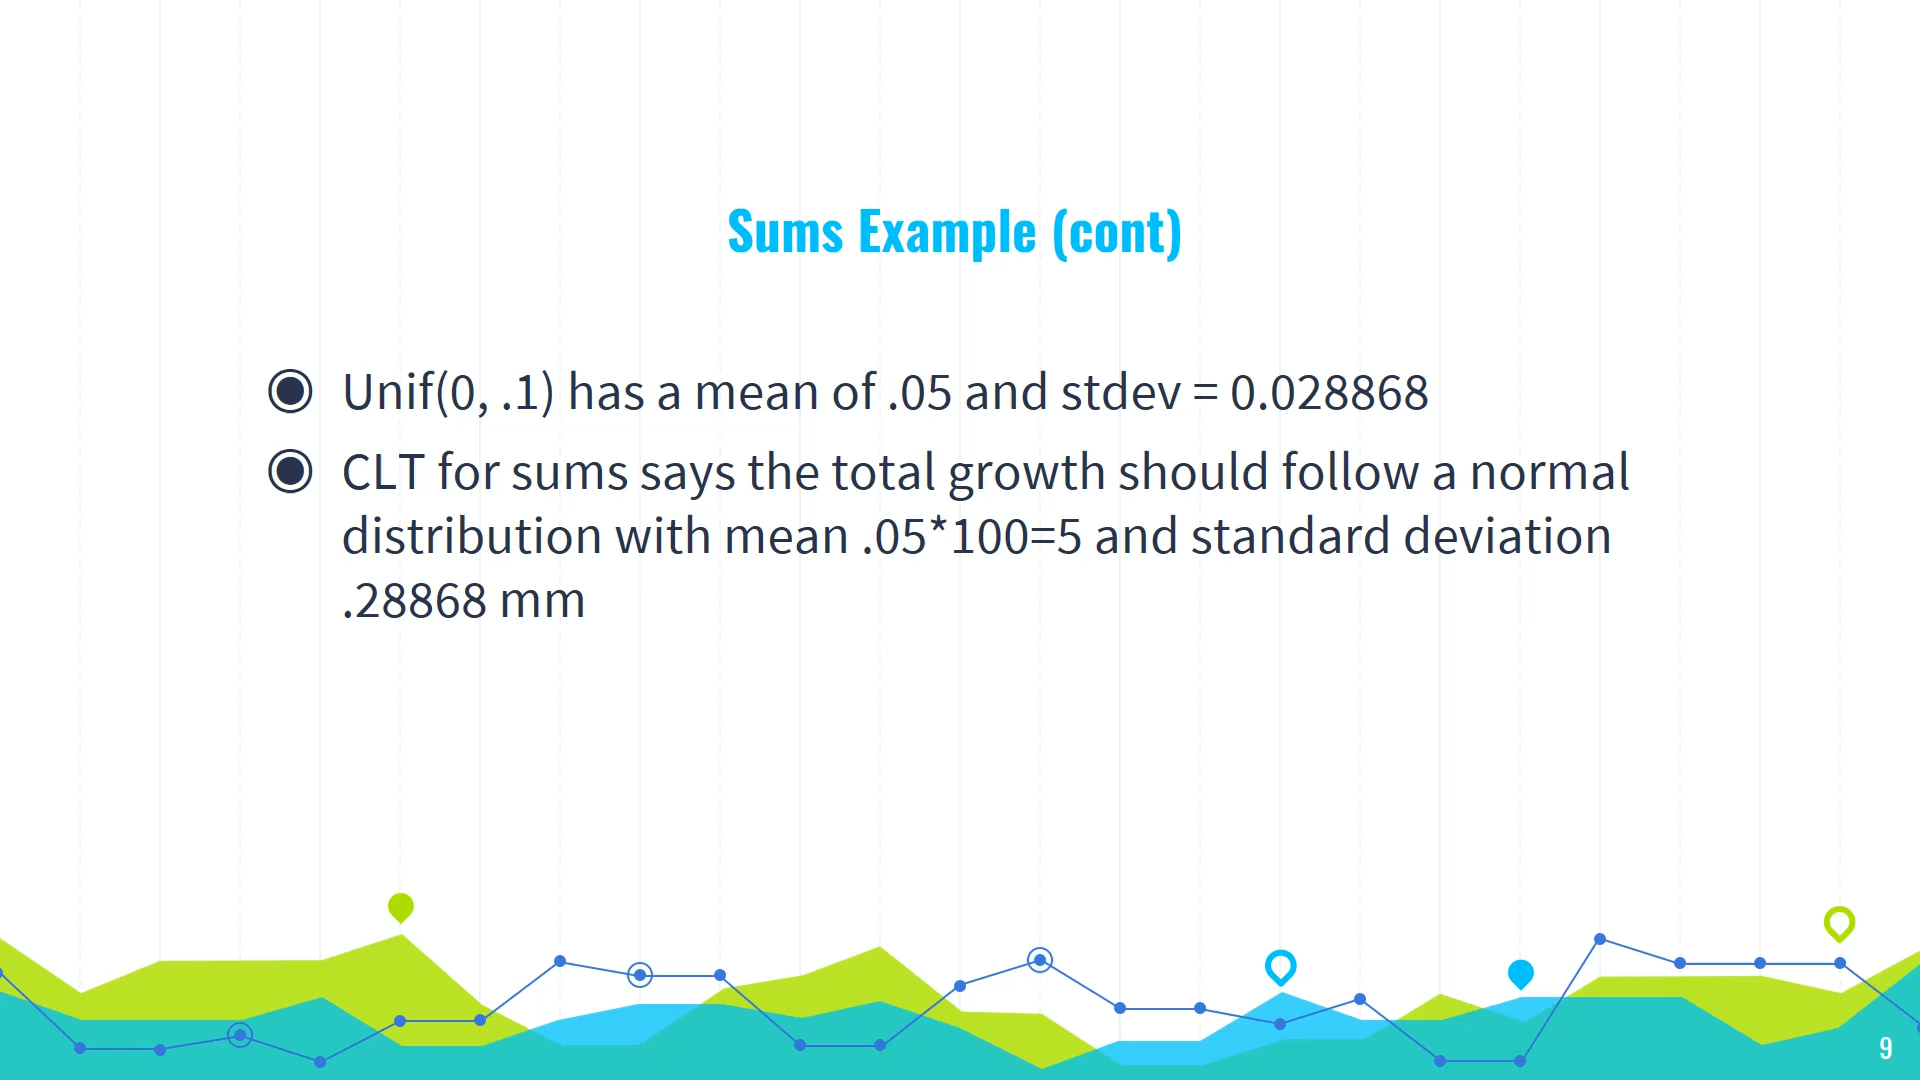 Sums Example (cont)
◉ Unif(0, .1) has a mean of .05 and stdev = 0.028868
◉ CLT for sums says the total growth should follow a normal
distribution with mean .05*100=5 and standard deviation
.28868 mm
9